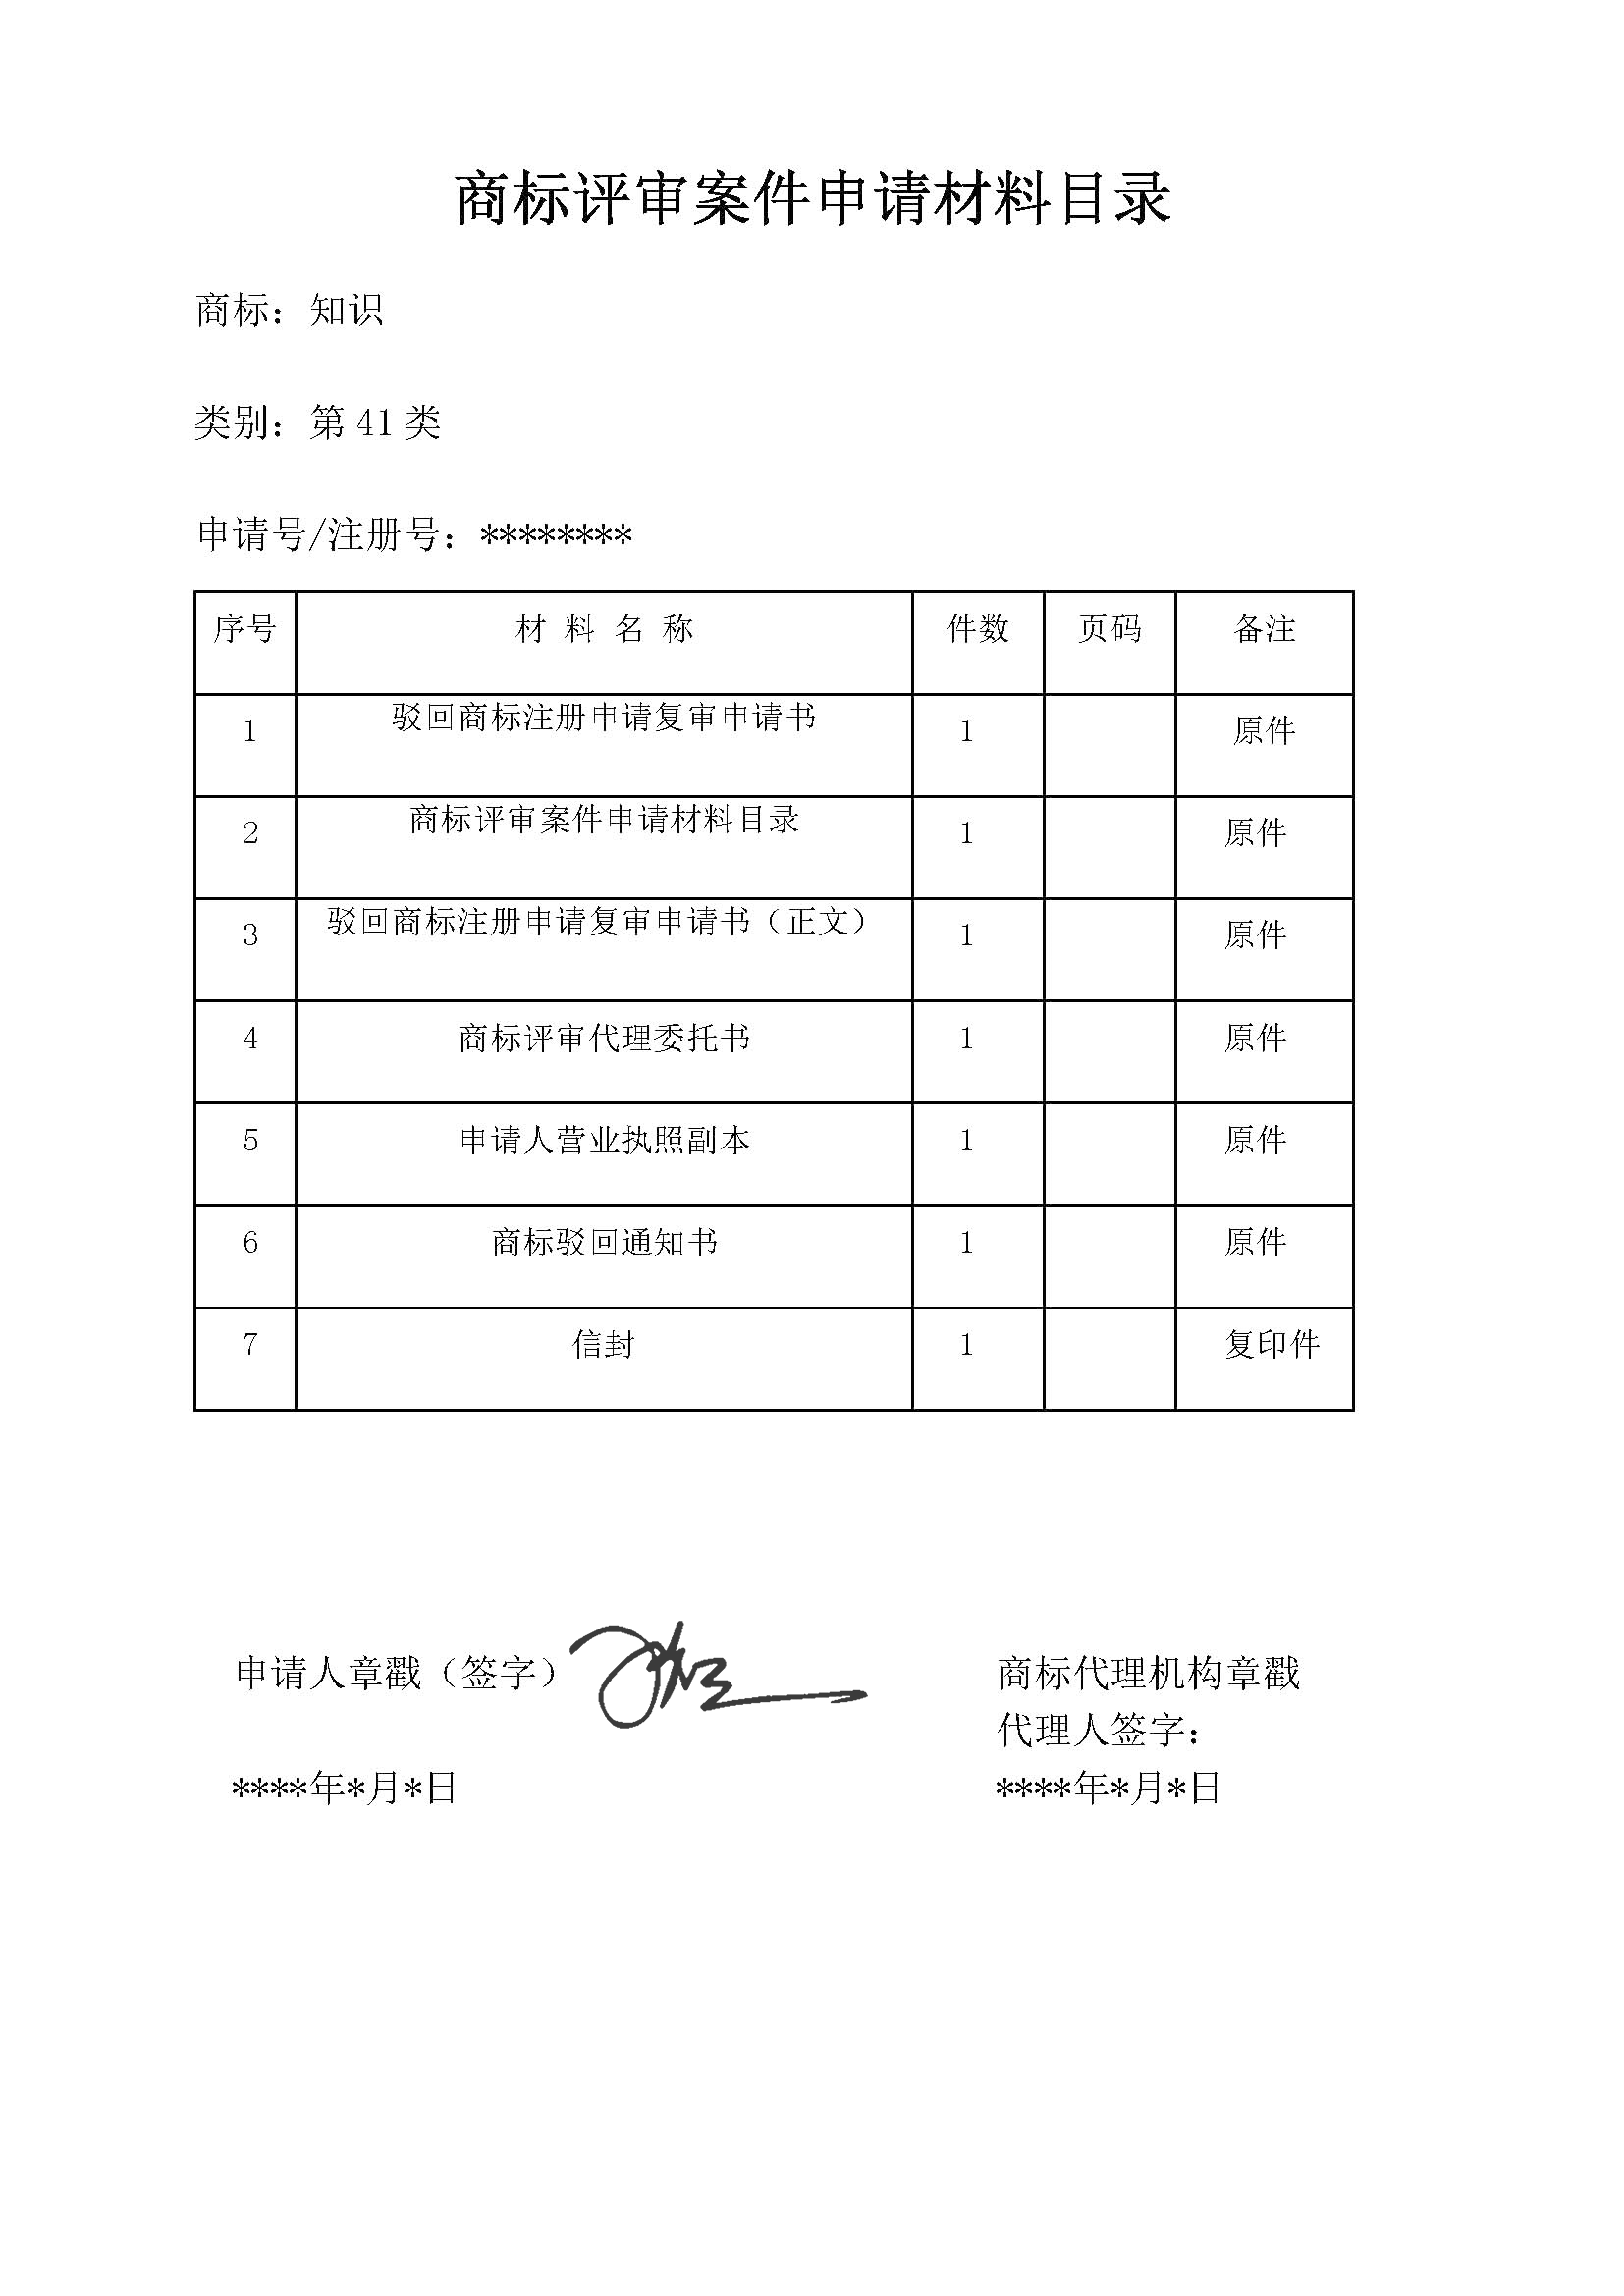 商标评审案件申请材料目录
商标：知识
类别：第 41 类
申请号/注册号：********
序号 材 料 名 称 件数 页码 备注
1 驳回商标注册申请复审申请书 1 原件
2 商标评审案件申请材料目录 1 原件
3 驳回商标注册申请复审申请书（正文） 1 原件
4 商标评审代理委托书 1 原件
5 申请人营业执照副本 1 原件
6 商标驳回通知书 1 原件
7 信封 1 复印件
申请人章戳（签字） 商标代理机构章戳
代理人签字：
****年*月*日 ****年*月*日